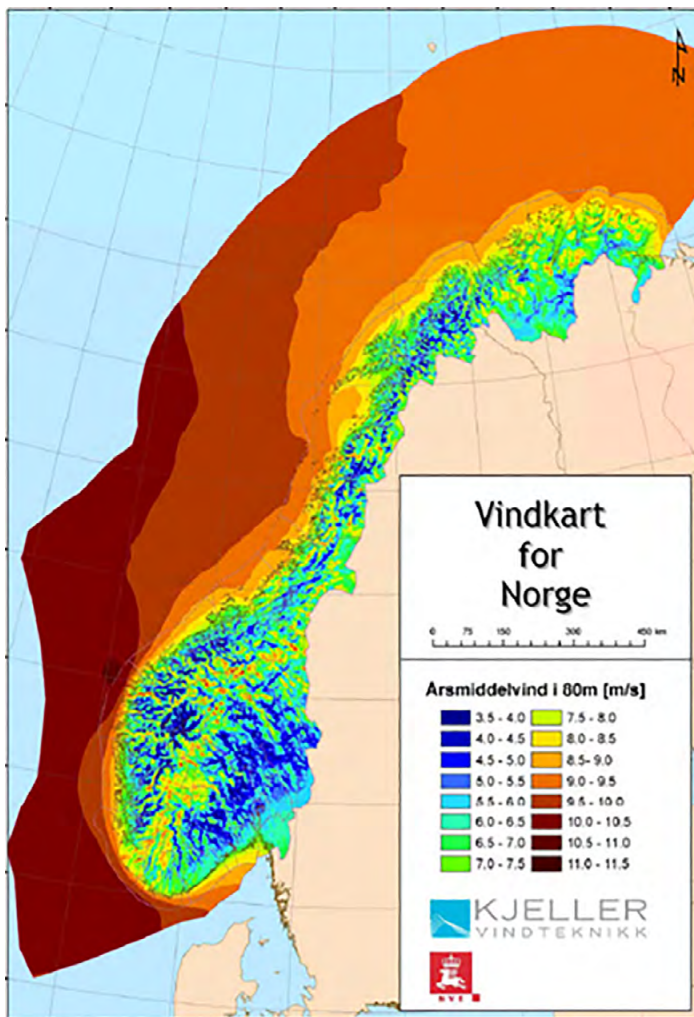 N
Vindkart
for
Norge
0 75 150 300 450 km
Årsmiddelvind i 80m [m/s]
3.5 - 4.0 7.5 - 8.0
4.0 - 4.5 8.0 - 8.5
4.5 - 5.0 8.5 - 9.0
5.0 - 5.5 9.0 - 9.5
5.5 - 6.0 9.5 - 10.0
6.0 - 6.5 10.0 - 10.5
6.5 - 7.0 10.5 - 11.0
7.0 - 7.5 11.0 - 11.5
KJELLER
VINDTEKNIKK
NVE